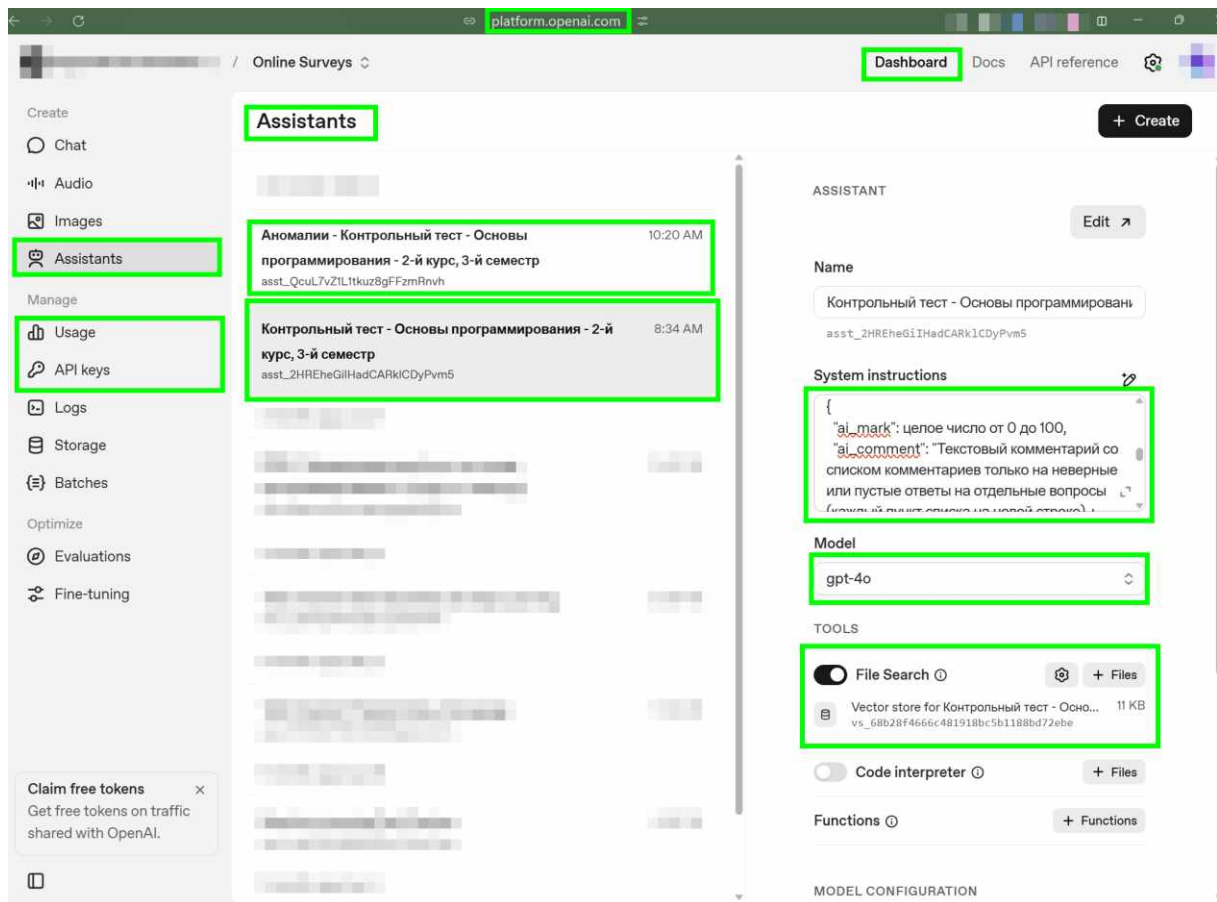 platform.openai.com
/ Online Surveys
Dashboard Docs API reference
Create
Chat
Audio
Images
Assistants
Manage
Usage
API keys
Logs
Storage
Batches
Optimize
Evaluations
Fine-tuning
Claim free tokens
Get free tokens on traffic
shared with OpenAI.
Assistants
+ Create
Аномалии - Контрольный тест - Основы 10:20 AM
программирования - 2-й курс, 3-й семестр
asst_QcuL7vZ1L1tkuz8gFFzmRnvh
Контрольный тест - Основы программирования - 2-й 8:34 AM
курс, 3-й семестр
asst_2HREheGiIHadCARklCDyPvm5
ASSISTANT
Edit
Name
Контрольный тест - Основы программировани
asst_2HREheGiIHadCARklCDyPvm5
System instructions
{
"ai_mark": целое число от 0 до 100,
"ai_comment": "Текстовый комментарий со
списком комментариев только на неверные
или пустые ответы на отдельные вопросы
(каждый пункт списка на новой строке)
Model
gpt-4o
TOOLS
File Search + Files
Vector store for Контрольный тест - Осно... 11 KB
vs_68b28f4666c481918bc5b1188bd72ebe
Code interpreter + Files
Functions + Functions
MODEL CONFIGURATION